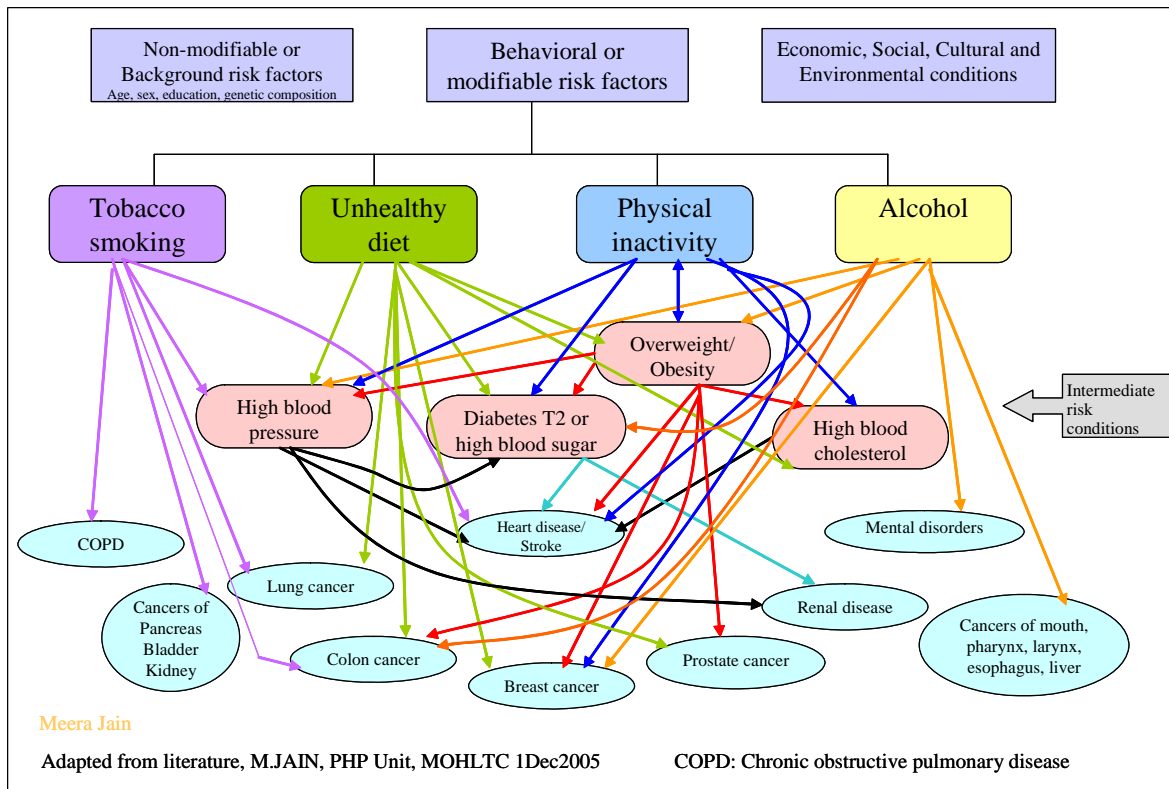 Non-modifiable or
Background risk factors
Age, sex, education, genetic composition
Behavioral or
modifiable risk factors
Economic, Social, Cultural and
Environmental conditions
Tobacco
smoking
Unhealthy
diet
Physical
inactivity
Alcohol
Overweight/
Obesity
High blood
pressure
Diabetes T2 or
high blood sugar
High blood
cholesterol
Intermediate
risk
conditions
COPD
Heart disease/
Stroke
Mental disorders
Lung cancer
Renal disease
Cancers of
Pancreas
Bladder
Kidney
Colon cancer
Breast cancer
Prostate cancer
Cancers of mouth,
pharynx, larynx,
esophagus, liver
Meera Jain
Adapted from literature, M.JAIN, PHP Unit, MOHLTC 1Dec2005
COPD: Chronic obstructive pulmonary disease